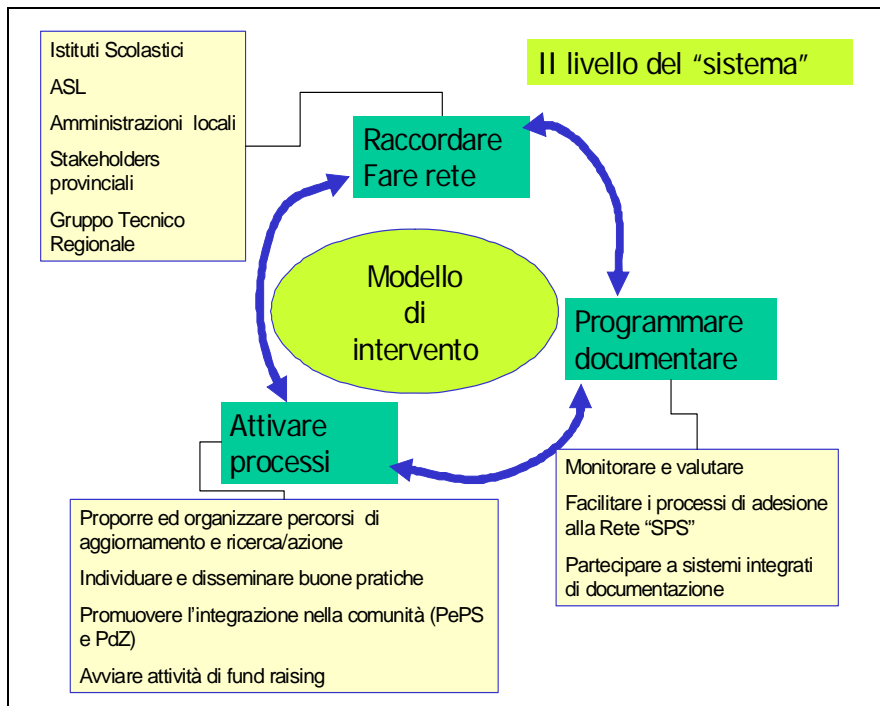 Istituti Scolastici
ASL
Amministrazioni locali
Stakeholders
provinciali
Gruppo Tecnico
Regionale
II livello del “sistema”
Raccordare
Fare rete
Modello
di
intervento
Programmare
documentare
Attivare
processi
Monitorare e valutare
Facilitare i processi di adesione
alla Rete “SPS”
Partecipare a sistemi integrati
di documentazione
Proporre ed organizzare percorsi di
aggiornamento e ricerca/azione
Individuare e disseminare buone pratiche
Promuovere l’integrazione nella comunità (PePS
e PdZ)
Avviare attività di fund raising